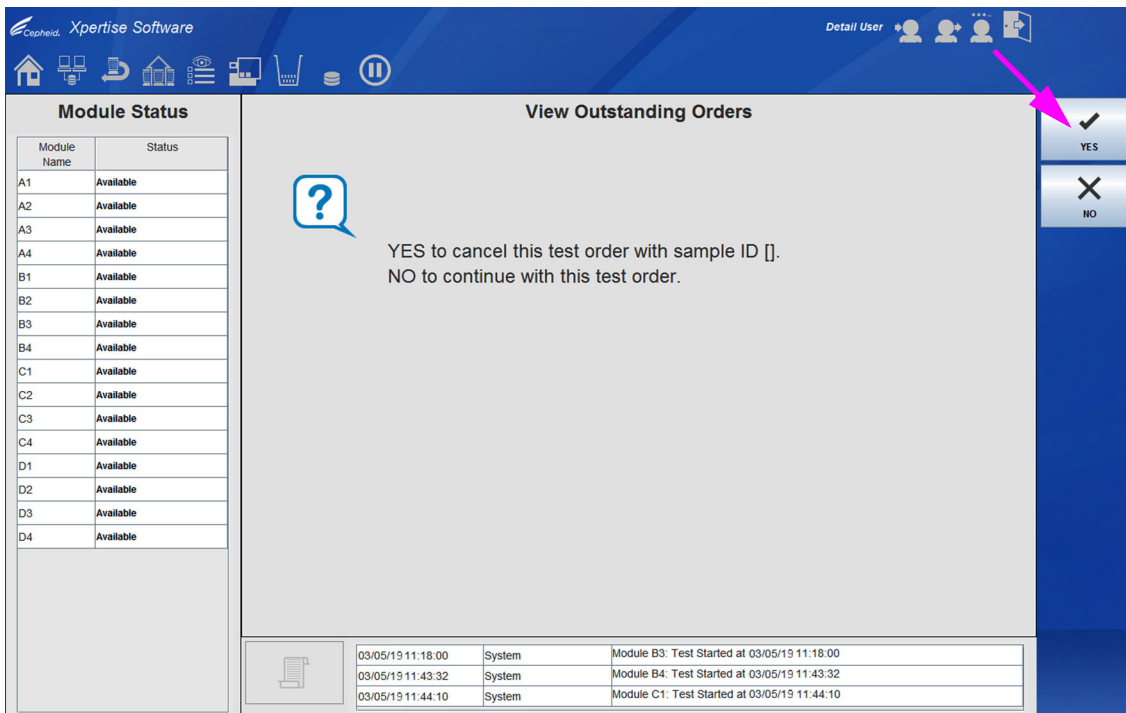 Cepheid. Xpertise Software
Detail User
Module Status
View Outstanding Orders
Module Name Status
A1 Available
A2 Available
A3 Available
A4 Available
B1 Available
B2 Available
B3 Available
B4 Available
C1 Available
C2 Available
C3 Available
C4 Available
D1 Available
D2 Available
D3 Available
D4 Available
YES to cancel this test order with sample ID [].
NO to continue with this test order.
YES
NO
03/05/19 11:18:00 System Module B3: Test Started at 03/05/19 11:18:00
03/05/19 11:43:32 System Module B4: Test Started at 03/05/19 11:43:32
03/05/19 11:44:10 System Module C1: Test Started at 03/05/19 11:44:10